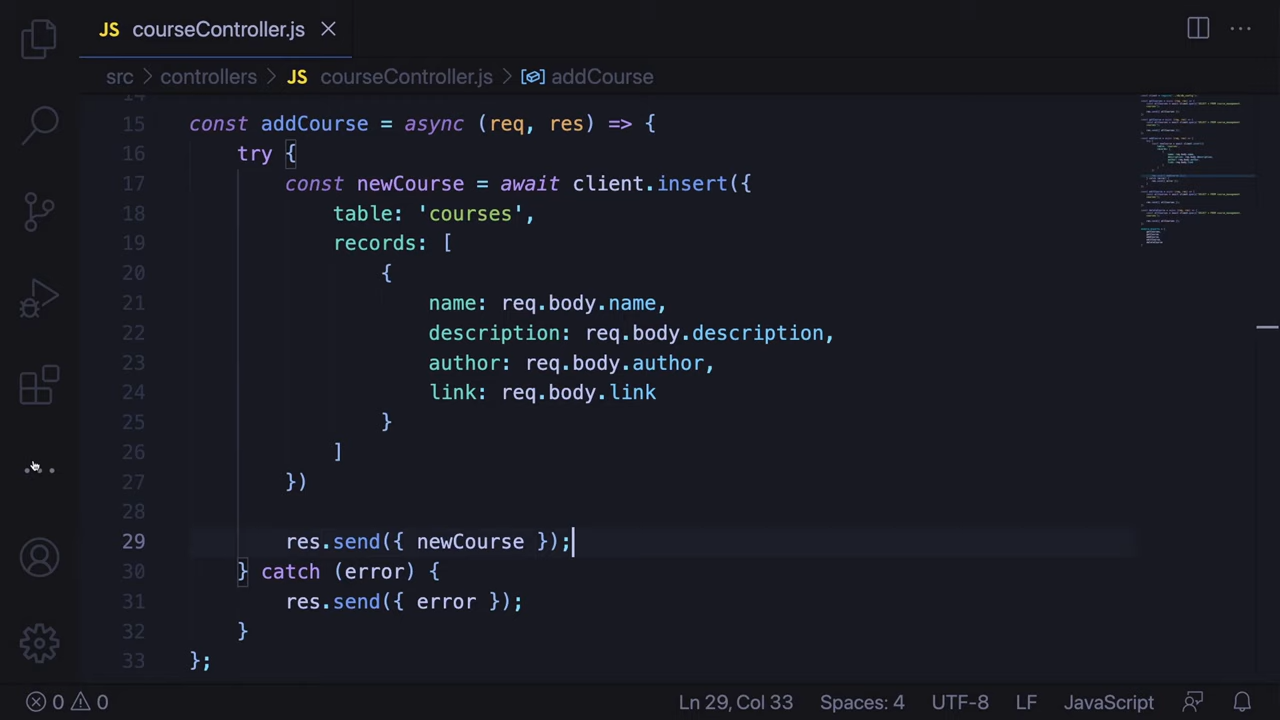 JS courseController.js
src > controllers > JS courseController.js > addCourse
14
15 const addCourse = async (req, res) => {
16 try {
17 const newCourse = await client.insert({
18 table: 'courses',
19 records: [
20 {
21 name: req.body.name,
22 description: req.body.description,
23 author: req.body.author,
24 link: req.body.link
25 }
26 ]
27 })
28
29 res.send({ newCourse });
30 } catch (error) {
31 res.send({ error });
32 }
33 };
0 0 Ln 29, Col 33 Spaces: 4 UTF-8 LF JavaScript